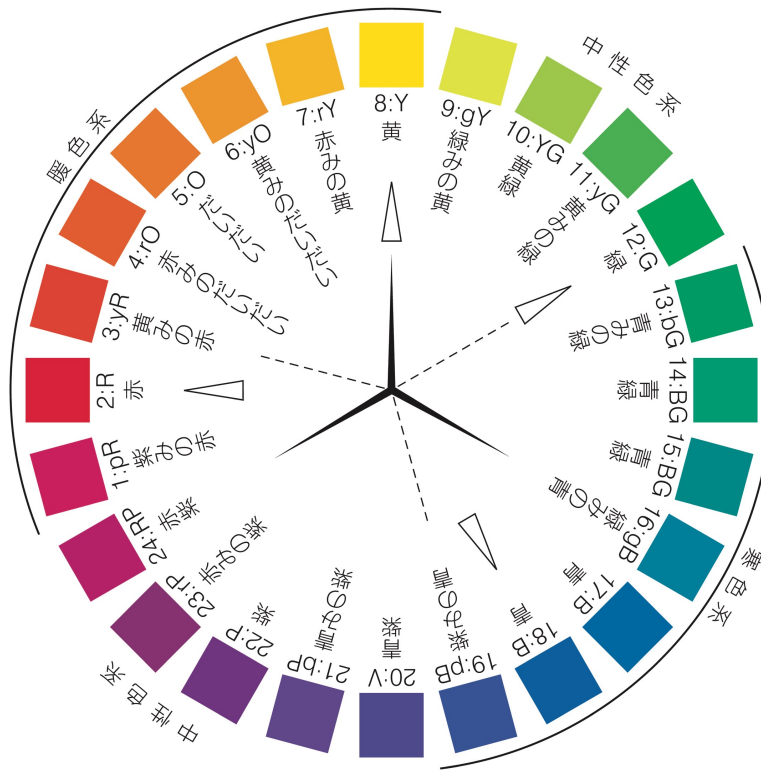 暖色系
中性色系
寒色系
中性色系
1:pR
紫みの赤
2:R
赤
3:yR
黄みの赤
4:rO
赤みのだいだい
5:O
だいだい
6:yO
黄みのだいだい
7:rY
赤みの黄
8:Y
黄
9:gY
緑みの黄
10:YG
黄緑
11:yG
黄みの緑
12:G
緑
13:bG
青みの緑
14:BG
青緑
15:BG
青緑
16:gB
緑みの青
17:B
青
18:B
青
19:pB
紫みの青
20:V
青紫
21:bP
青みの紫
22:P
紫
23:rP
赤みの紫
24:RP
赤紫